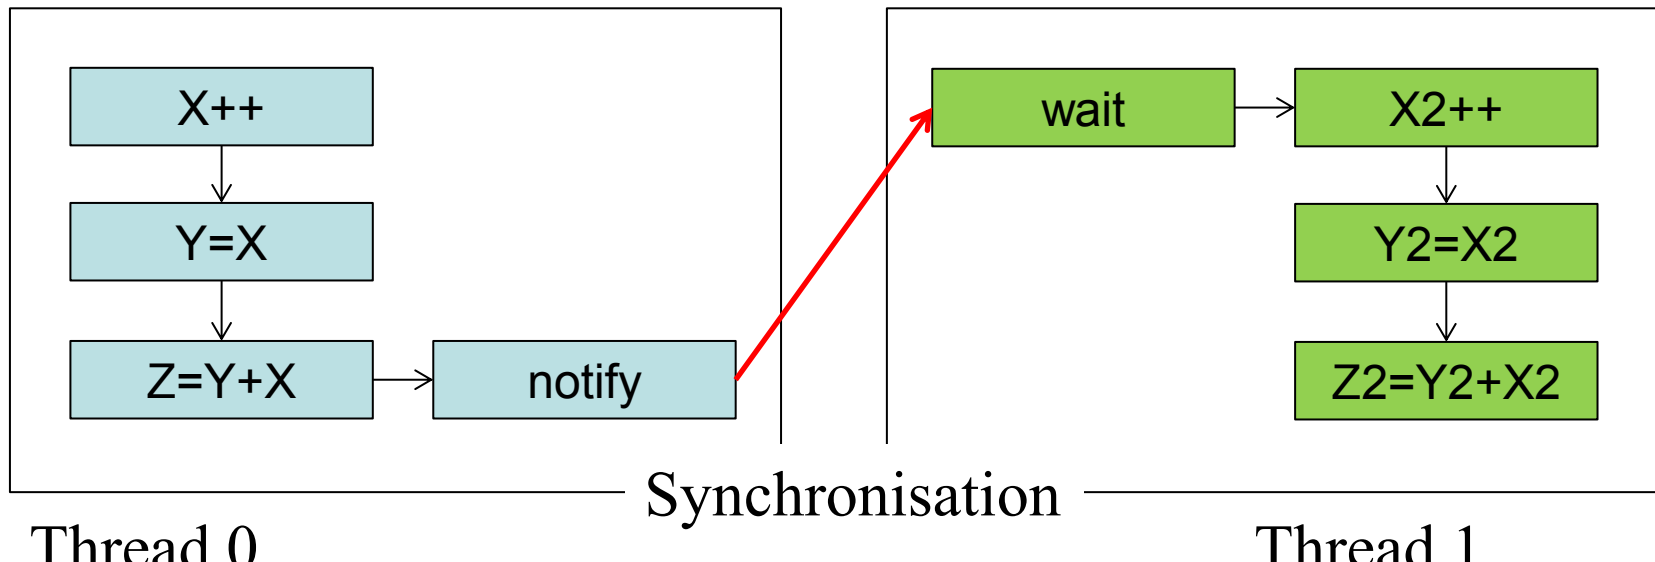 X++
Y=X
Z=Y+X
notify
wait
X2++
Y2=X2
Z2=Y2+X2
Synchronisation
Thread 0
Thread 1